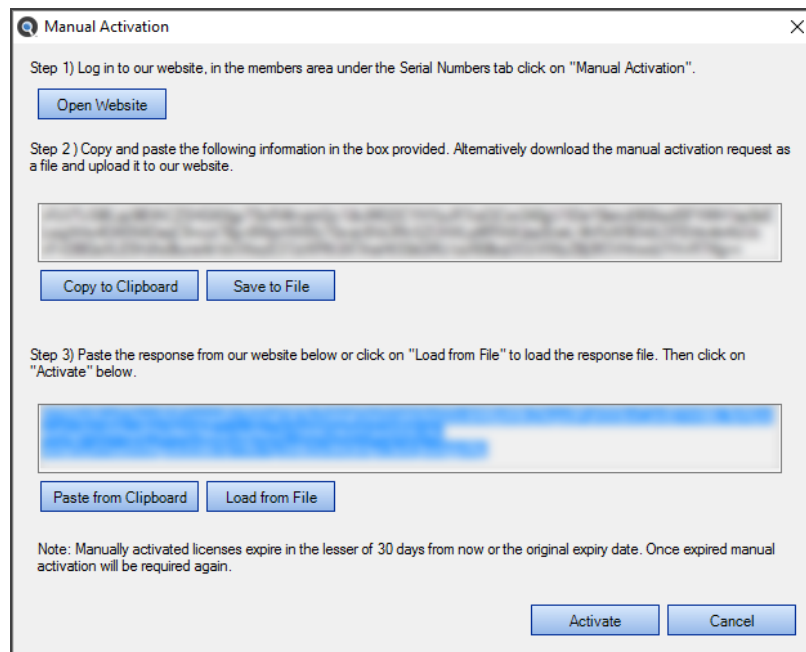 Manual Activation
Step 1) Log in to our website, in the members area under the Serial Numbers tab click on "Manual Activation".
Open Website
Step 2 ) Copy and paste the following information in the box provided. Alternatively download the manual activation request as
a file and upload it to our website.
Copy to Clipboard
Save to File
Step 3) Paste the response from our website below or click on "Load from File" to load the response file. Then click on
"Activate" below.
Paste from Clipboard
Load from File
Note: Manually activated licenses expire in the lesser of 30 days from now or the original expiry date. Once expired manual
activation will be required again.
Activate
Cancel